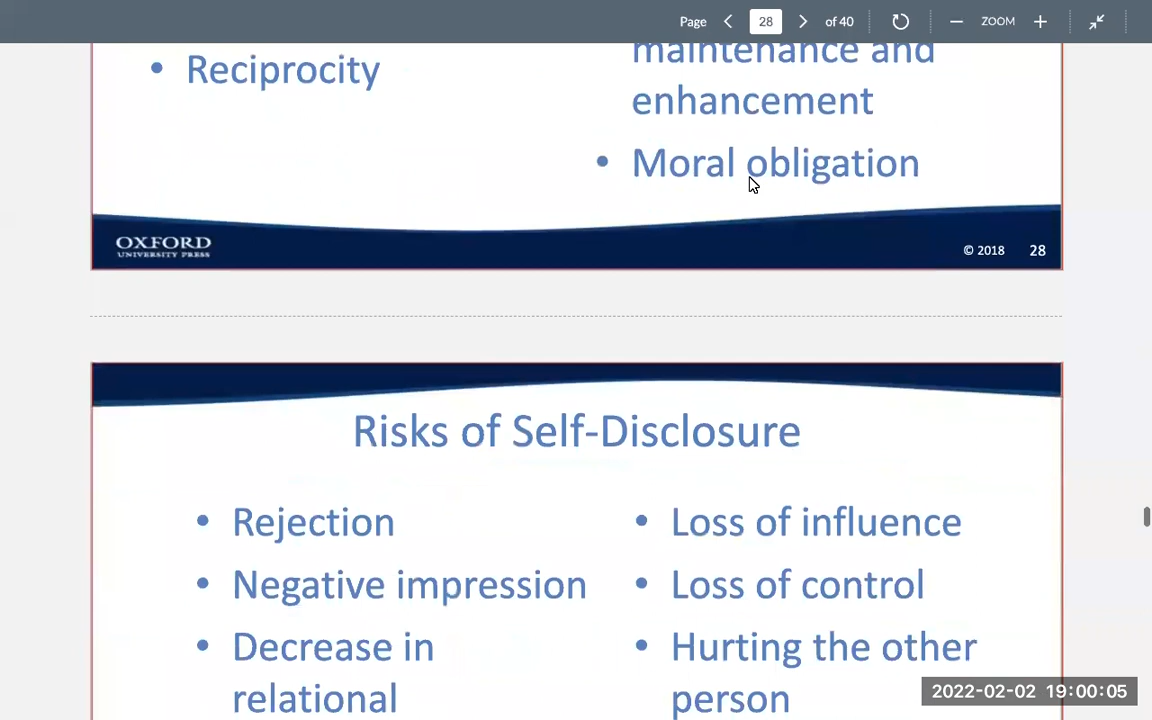 Page 28 of 40 ZOOM
• Reciprocity
maintenance and
enhancement
• Moral obligation
OXFORD
UNIVERSITY PRESS
© 2018 28
Risks of Self-Disclosure
• Rejection
• Negative impression
• Decrease in
relational
• Loss of influence
• Loss of control
• Hurting the other
person
2022-02-02 19:00:05